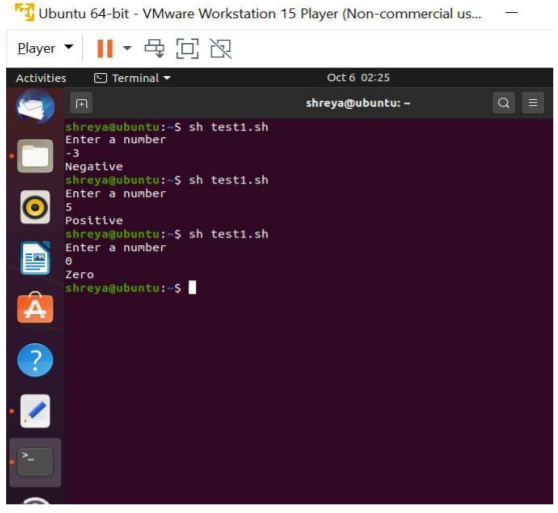 Ubuntu 64-bit - VMware Workstation 15 Player (Non-commercial us...
Player
Activities Terminal Oct 6 02:25
shreya@ubuntu: ~
shreya@ubuntu:~$ sh test1.sh
Enter a number
-3
Negative
shreya@ubuntu:~$ sh test1.sh
Enter a number
5
Positive
shreya@ubuntu:~$ sh test1.sh
Enter a number
0
Zero
shreya@ubuntu:~$